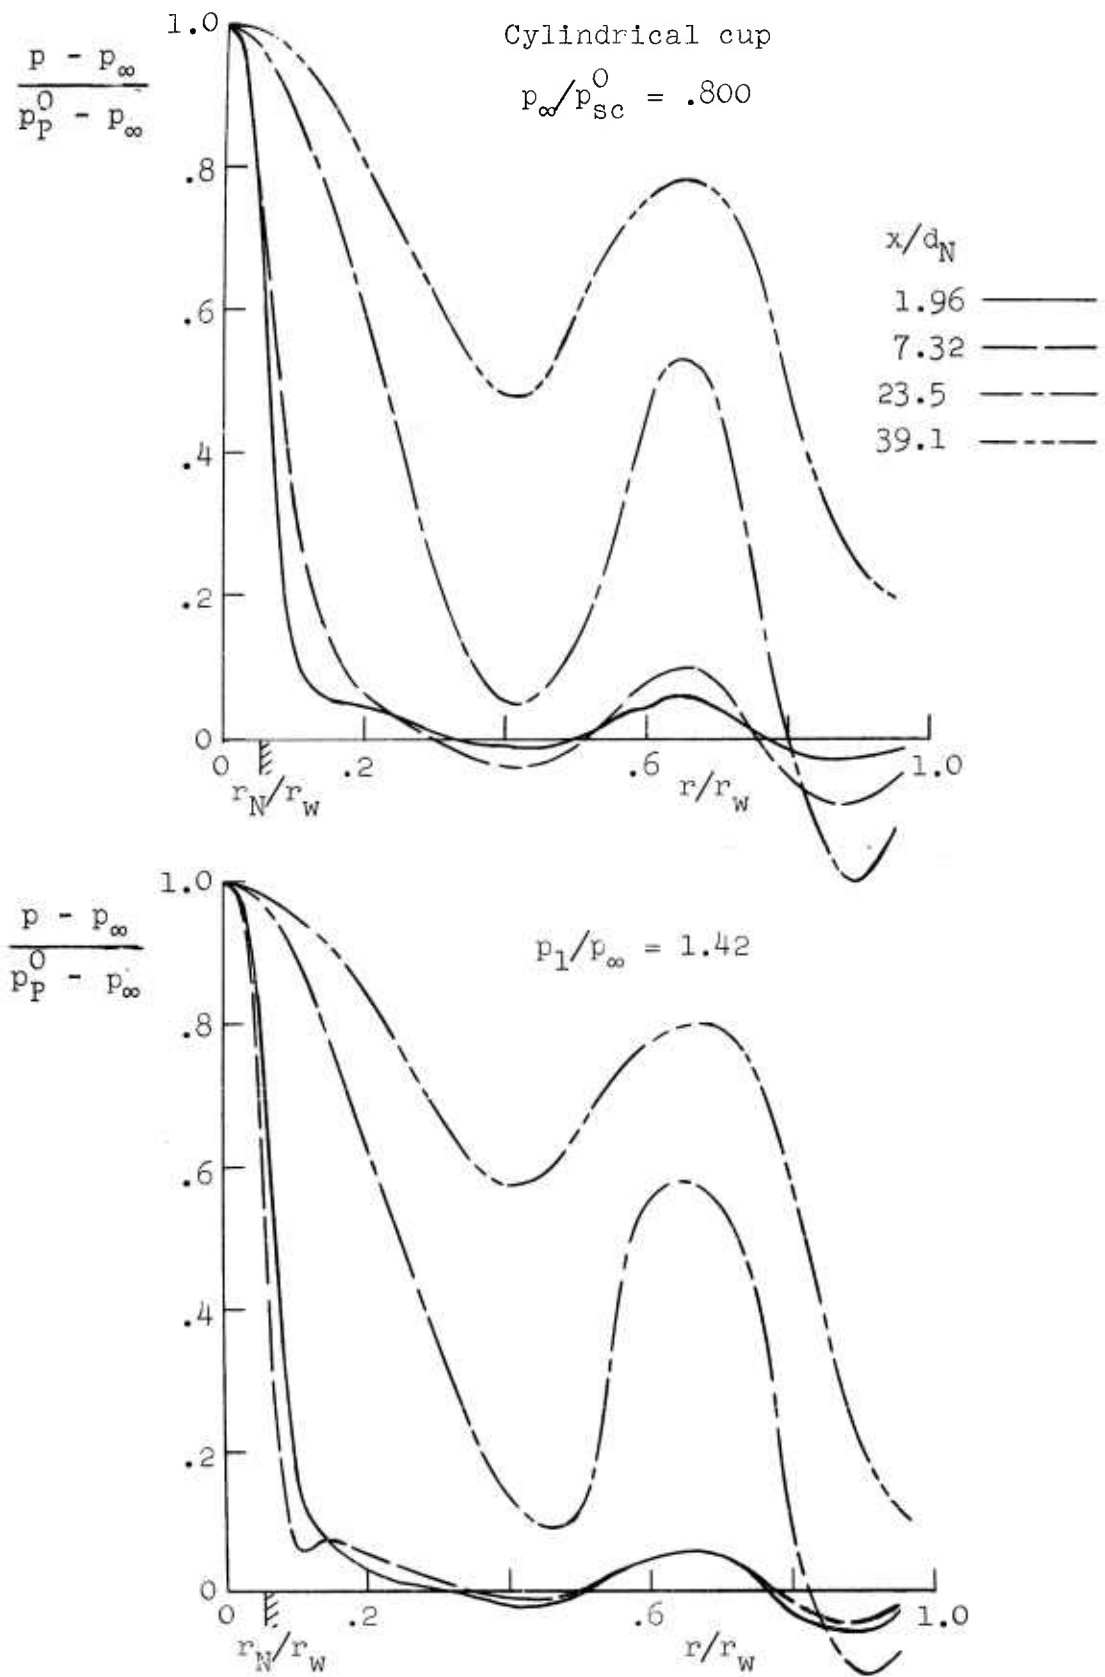 Cylindrical cup
p∞/p⁰sc = .800
p - p∞
p⁰P - p∞
1.0
.8
.6
.4
.2
0
x/dN
1.96
7.32
23.5
39.1
0
.2
.6
1.0
rN/rw
r/rw
p - p∞
p⁰P - p∞
p1/p∞ = 1.42
1.0
.8
.6
.4
.2
0
0
.2
.6
1.0
rN/rw
r/rw